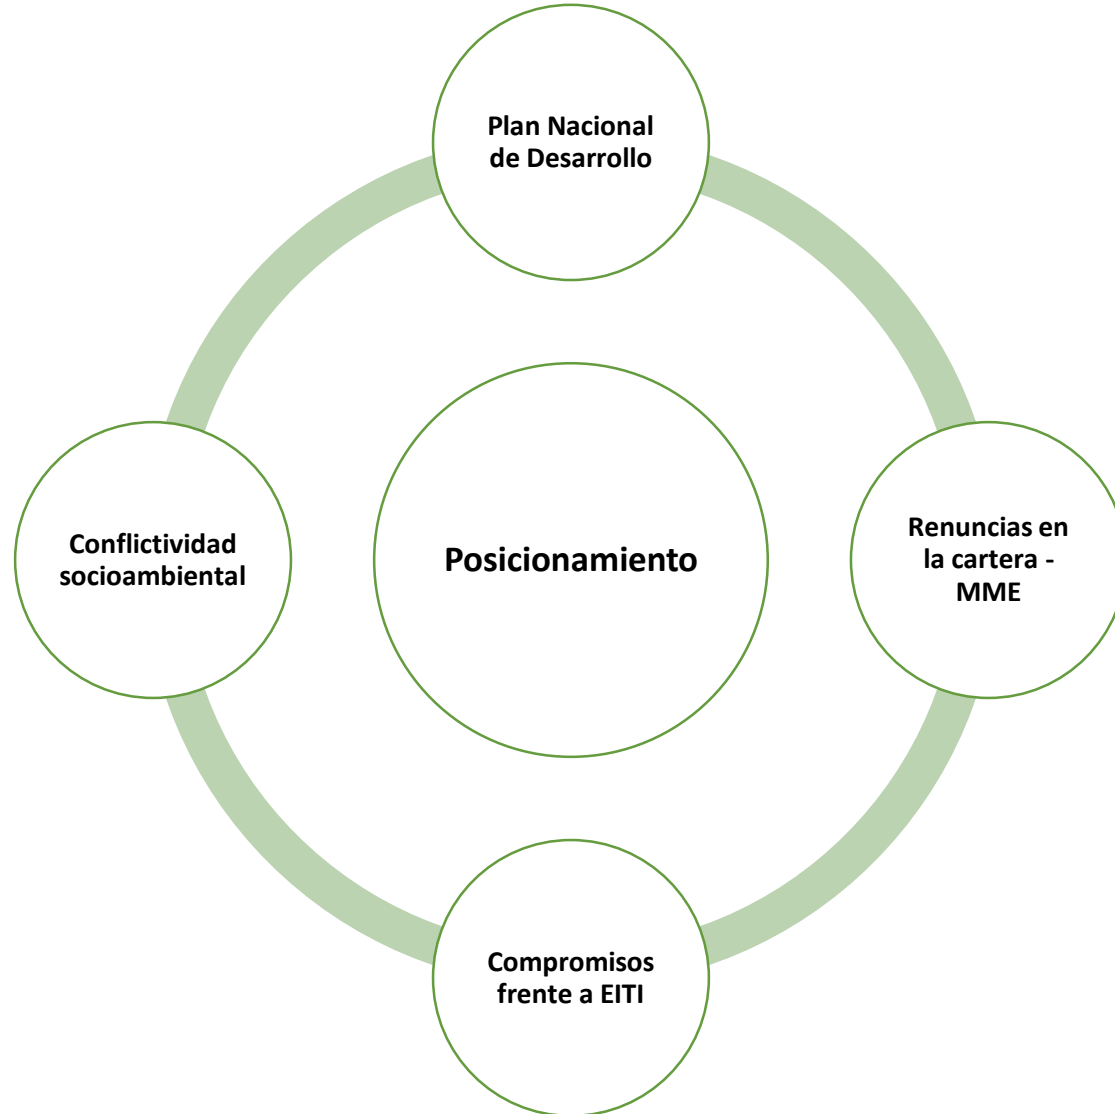 Plan Nacional
de Desarrollo
Conflictividad
socioambiental
Posicionamiento
Renuncias en
la cartera -
MME
Compromisos
frente a EITI